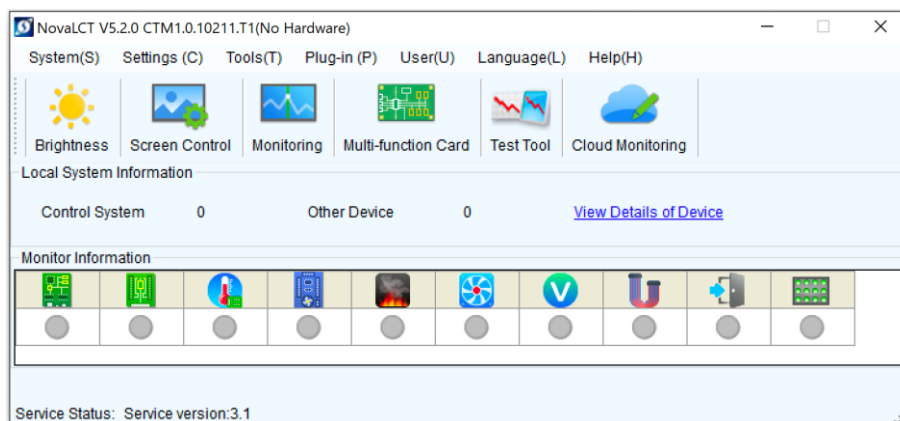 NovaLCT V5.2.0 CTM1.0.10211.T1(No Hardware)
System(S) Settings (C) Tools(T) Plug-in (P) User(U) Language(L) Help(H)
Brightness Screen Control Monitoring Multi-function Card Test Tool Cloud Monitoring
Local System Information
Control System 0 Other Device 0 View Details of Device
Monitor Information
V
Service Status: Service version:3.1